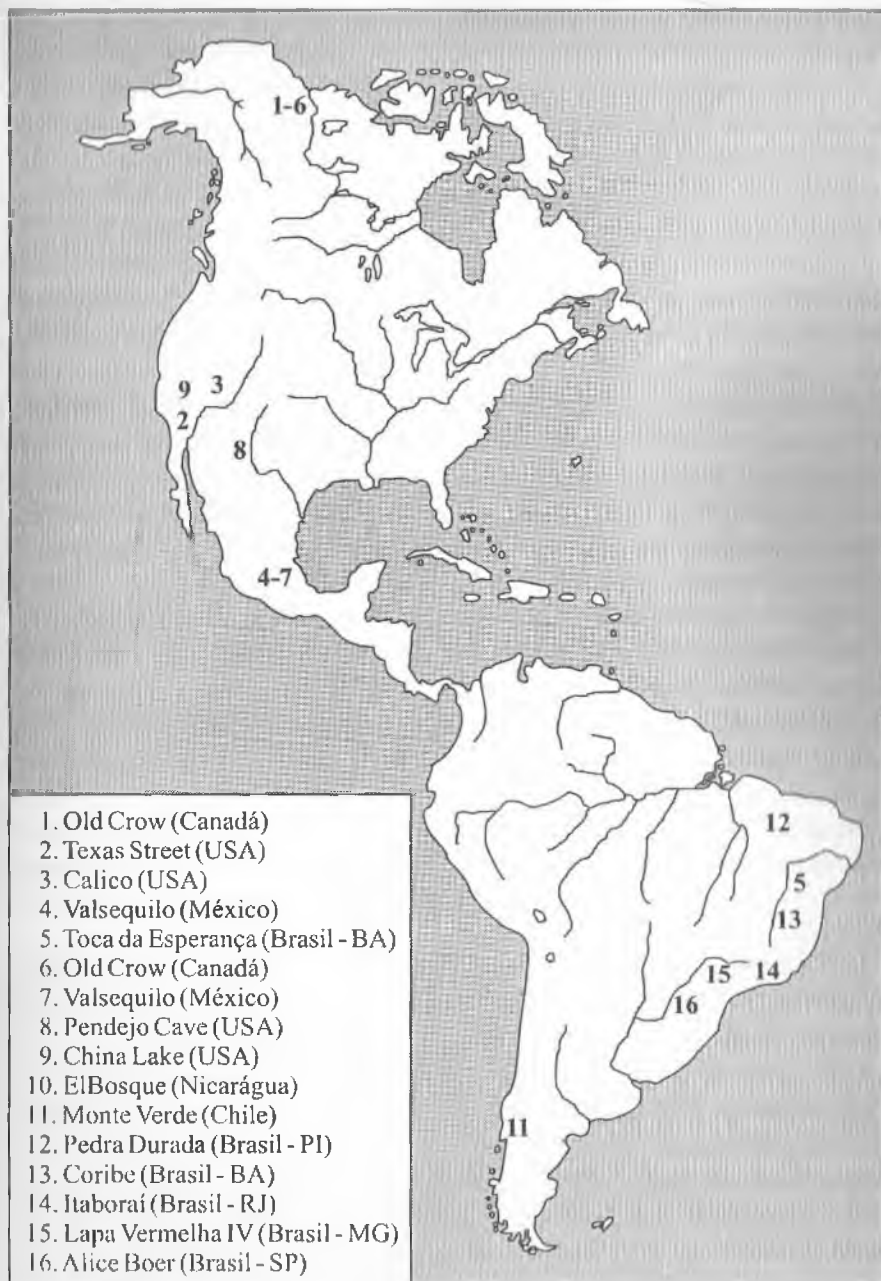 1-6
9
3
2
8
4-7
12
5
13
15
14
16
11
1. Old Crow (Canadá)
2. Texas Street (USA)
3. Calico (USA)
4. Valsequilo (México)
5. Toca da Esperança (Brasil - BA)
6. Old Crow (Canadá)
7. Valsequilo (México)
8. Pendejo Cave (USA)
9. China Lake (USA)
10. ElBosque (Nicarágua)
11. Monte Verde (Chile)
12. Pedra Durada (Brasil - PI)
13. Coribe (Brasil - BA)
14. Itaboraí (Brasil - RJ)
15. Lapa Vermelha IV (Brasil - MG)
16. Alice Boer (Brasil - SP)